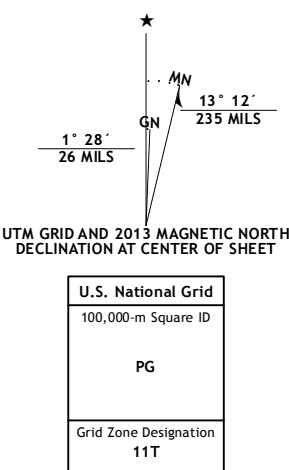 ★
MN
GN
13° 12´
235 MILS
1° 28´
26 MILS
UTM GRID AND 2013 MAGNETIC NORTH
DECLINATION AT CENTER OF SHEET
U.S. National Grid
100,000-m Square ID
PG
Grid Zone Designation
11T